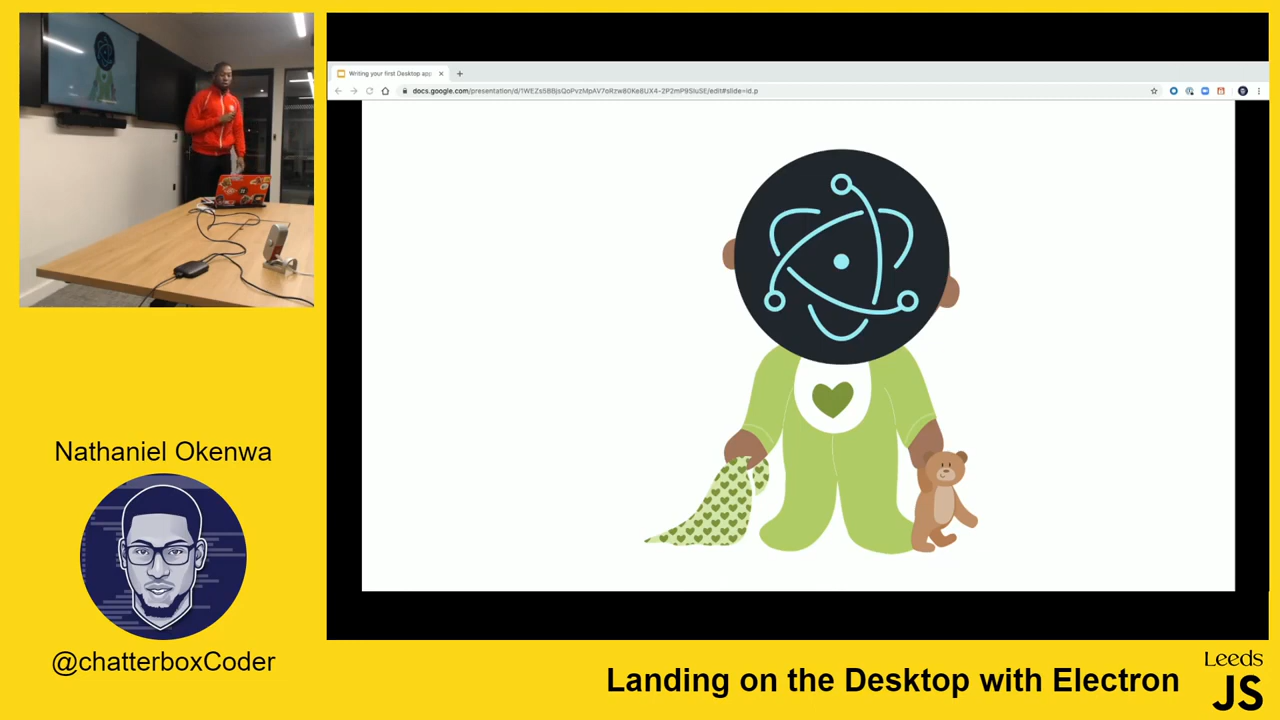 Writing your first Desktop app
docs.google.com/presentation/d/1WEZs5BBjsQoPvzMpAV7oRzw80Ke8UX4-2P2mP9SluSE/edit#slide=id.p
Nathaniel Okenwa
@chatterboxCoder
Landing on the Desktop with Electron
Leeds
JS